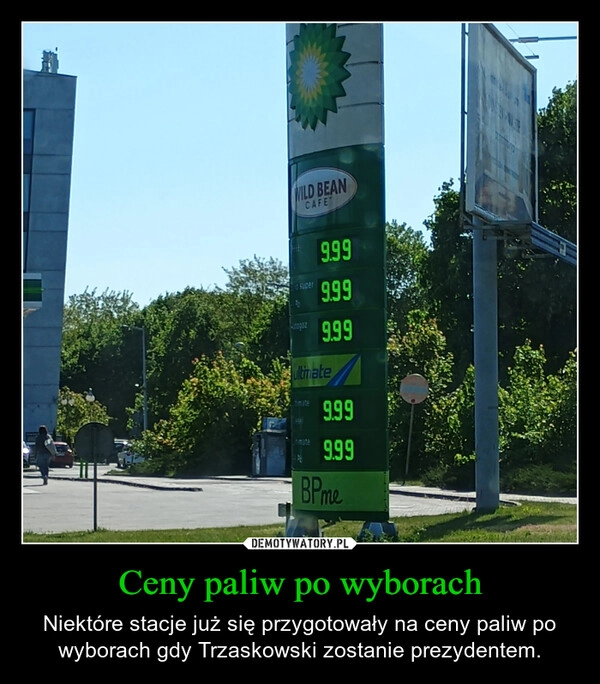 WILD BEAN
CAFE
9.99
super 9.99
9.99
Ultimate
9.99
9.99
BPme
DEMOTYWATORY.PL
Ceny paliw po wyborach
Niektóre stacje już się przygotowały na ceny paliw po
wyborach gdy Trzaskowski zostanie prezydentem.